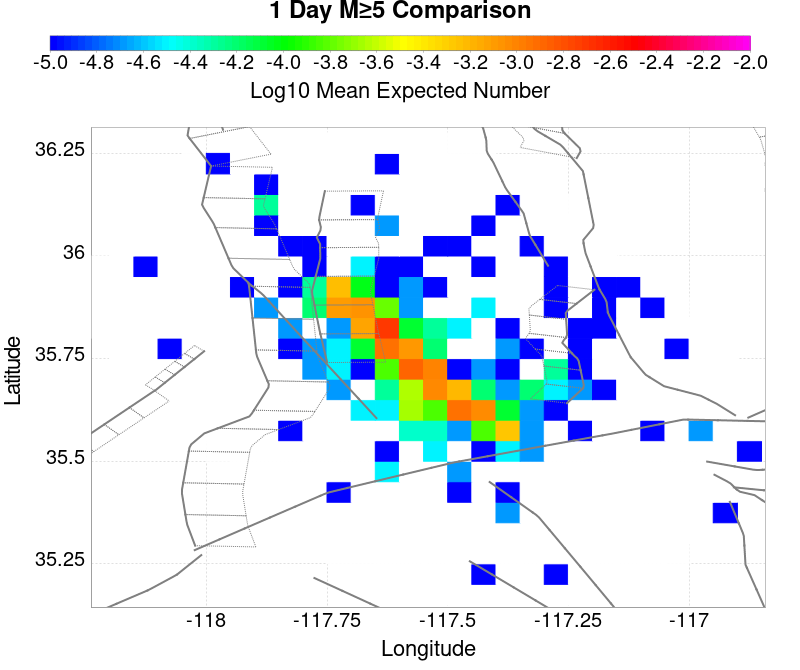 1 Day M≥5 Comparison
-5.0 -4.8 -4.6 -4.4 -4.2 -4.0 -3.8 -3.6 -3.4 -3.2 -3.0 -2.8 -2.6 -2.4 -2.2 -2.0
Log10 Mean Expected Number
36.25
36
35.75
35.5
35.25
Latitude
-118 -117.75 -117.5 -117.25 -117
Longitude